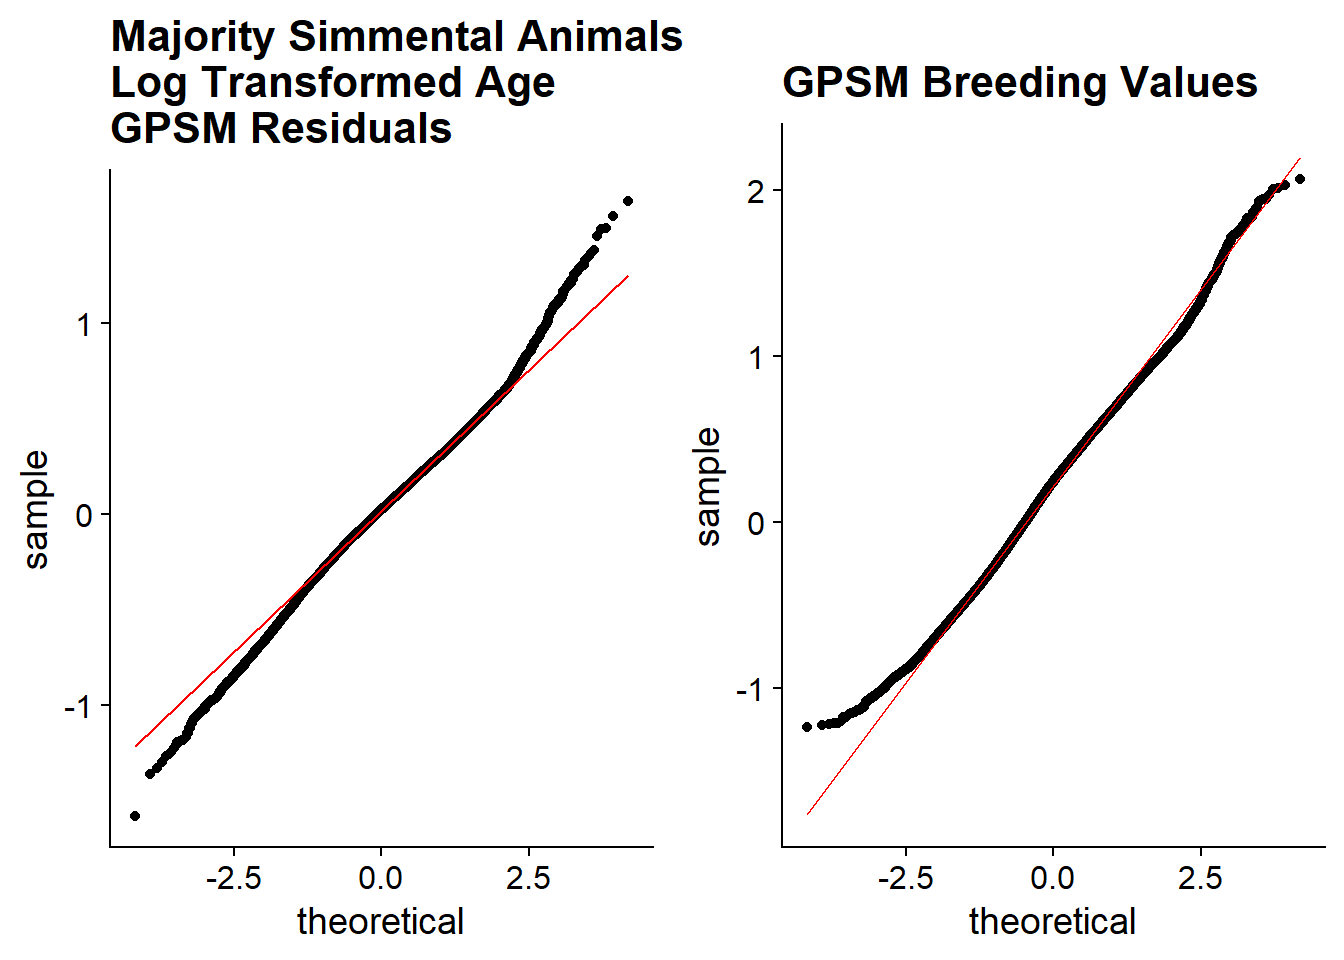 Majority Simmental Animals
Log Transformed Age
GPSM Residuals
1
0
-1
sample
-2.5 0.0 2.5
theoretical
GPSM Breeding Values
2
1
0
-1
sample
-2.5 0.0 2.5
theoretical